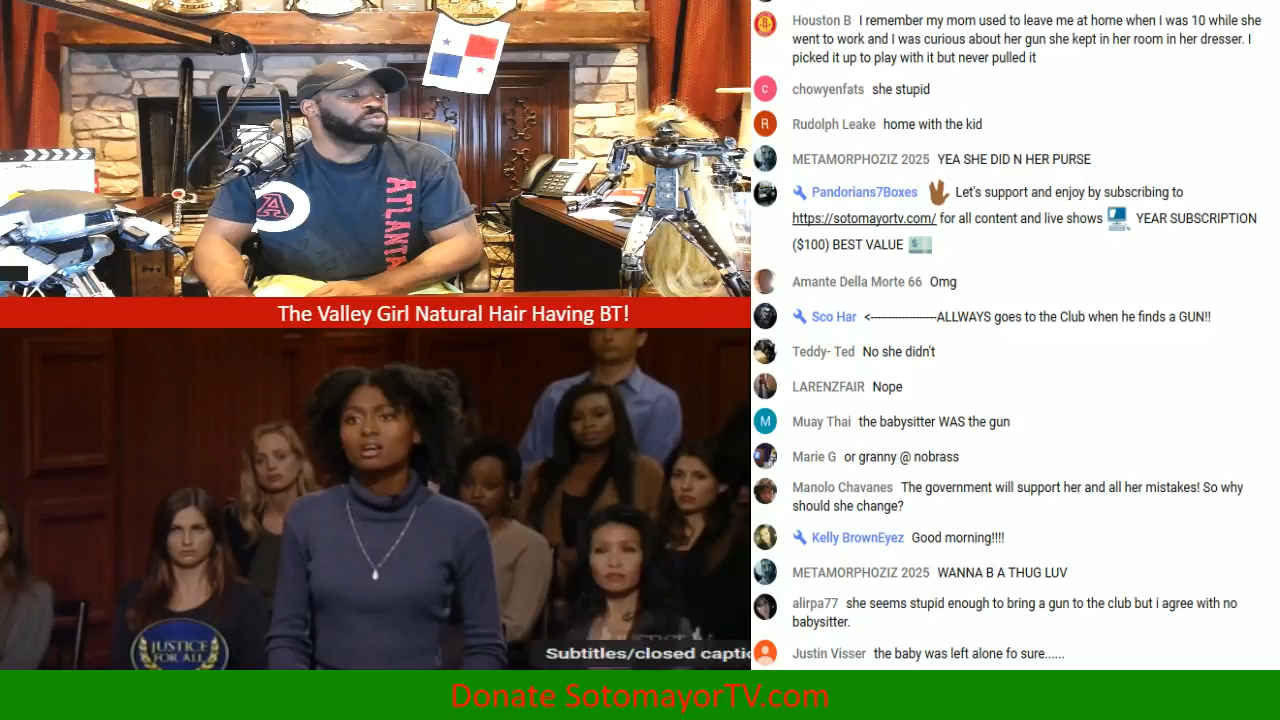 ATLANTA
A
The Valley Girl Natural Hair Having BT!
JUSTICE
FOR ALL
Subtitles/closed captio
Donate SotomayorTV.com
Houston B I remember my mom used to leave me at home when I was 10 while she
went to work and I was curious about her gun she kept in her room in her dresser. I
picked it up to play with it but never pulled it
C chowyenfats she stupid
R Rudolph Leake home with the kid
METAMORPHOZIZ 2025 YEA SHE DID N HER PURSE
Pandorians7Boxes Let's support and enjoy by subscribing to
https://sotomayortv.com/ for all content and live shows YEAR SUBSCRIPTION
($100) BEST VALUE
Amante Della Morte 66 Omg
Sco Har <-------------------ALLWAYS goes to the Club when he finds a GUN!!
Teddy- Ted No she didn't
LARENZFAIR Nope
M Muay Thai the babysitter WAS the gun
Marie G or granny @ nobrass
Manolo Chavanes The government will support her and all her mistakes! So why
should she change?
Kelly BrownEyez Good morning!!!!
METAMORPHOZIZ 2025 WANNA B A THUG LUV
alirpa77 she seems stupid enough to bring a gun to the club but i agree with no
babysitter.
Justin Visser the baby was left alone fo sure......